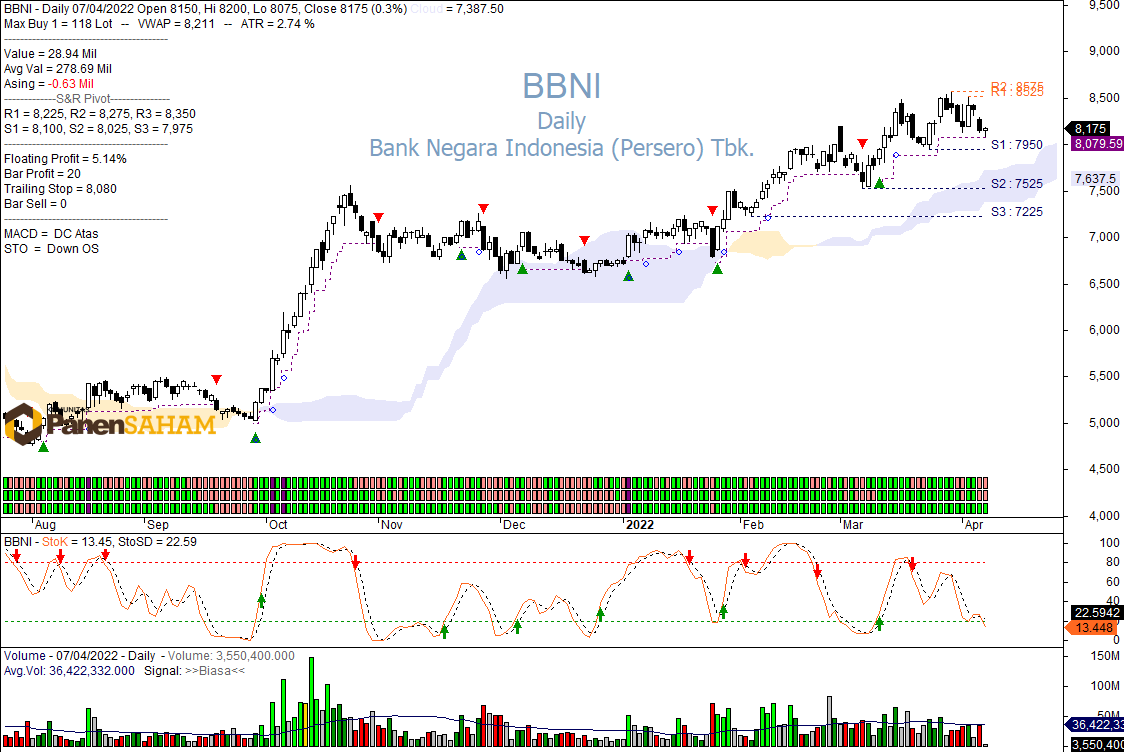 BBNI - Daily 07/04/2022 Open 8150, Hi 8200, Lo 8075, Close 8175 (0.3%) Cloud = 7,387.50
Max Buy 1 = 118 Lot -- VWAP = 8,211 -- ATR = 2.74 %
Value = 28.94 Mil
Avg Val = 278.69 Mil
Asing = -0.63 Mil
S&R Pivot
R1 = 8,225, R2 = 8,275, R3 = 8,350
S1 = 8,100, S2 = 8,025, S3 = 7,975
Floating Profit = 5.14%
Bar Profit = 20
Trailing Stop = 8,080
Bar Sell = 0
MACD = DC Atas
STO = Down OS
BBNI
Daily
Bank Negara Indonesia (Persero) Tbk.
R2 : 8575
R1 : 8525
S1 : 7950
S2 : 7525
S3 : 7225
9,500
9,000
8,500
8,175
8,079.59
7,637.5
7,500
7,000
6,500
6,000
5,500
5,000
4,500
4,000
KOMUNITAS
PanenSAHAM
Aug Sep Oct Nov Dec 2022 Feb Mar Apr
BBNI - StoK = 13.45, StoSD = 22.59
100
80
60
40
22.5942
13.448
0
Volume - 07/04/2022 - Daily - Volume: 3,550,400.000
Avg.Vol: 36,422,332.000 Signal: >>Biasa<<
150M
100M
50M
36,422,33
3,550,400